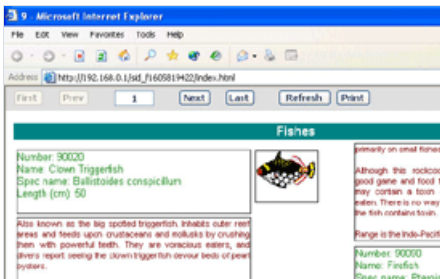 9 - Microsoft Internet Explorer
File Edit View Favorites Tools Help
Address http://192.168.0.1/sid_f1605819422/index.html
First Prev 1 Next Last Refresh Print
Fishes
Number: 90020
Name: Clown Triggerfish
Spec name: Ballistoides conspicillum
Length (cm): 50
Also known as the big spotted triggerfish. Inhabits outer reef
areas and feeds upon crustaceans and mollusks by crushing
them with powerful teeth. They are voracious eaters, and
divers report seeing the clown triggerfish devour beds of pearl
oysters.
primarily on small fishes
Although this rockcod
good game and food f
may contain a toxin
eaten. There is no way
the fish contains toxin.
Range is the Indo-Pacifi
Number: 90090
Name: Firefish
Spec name: